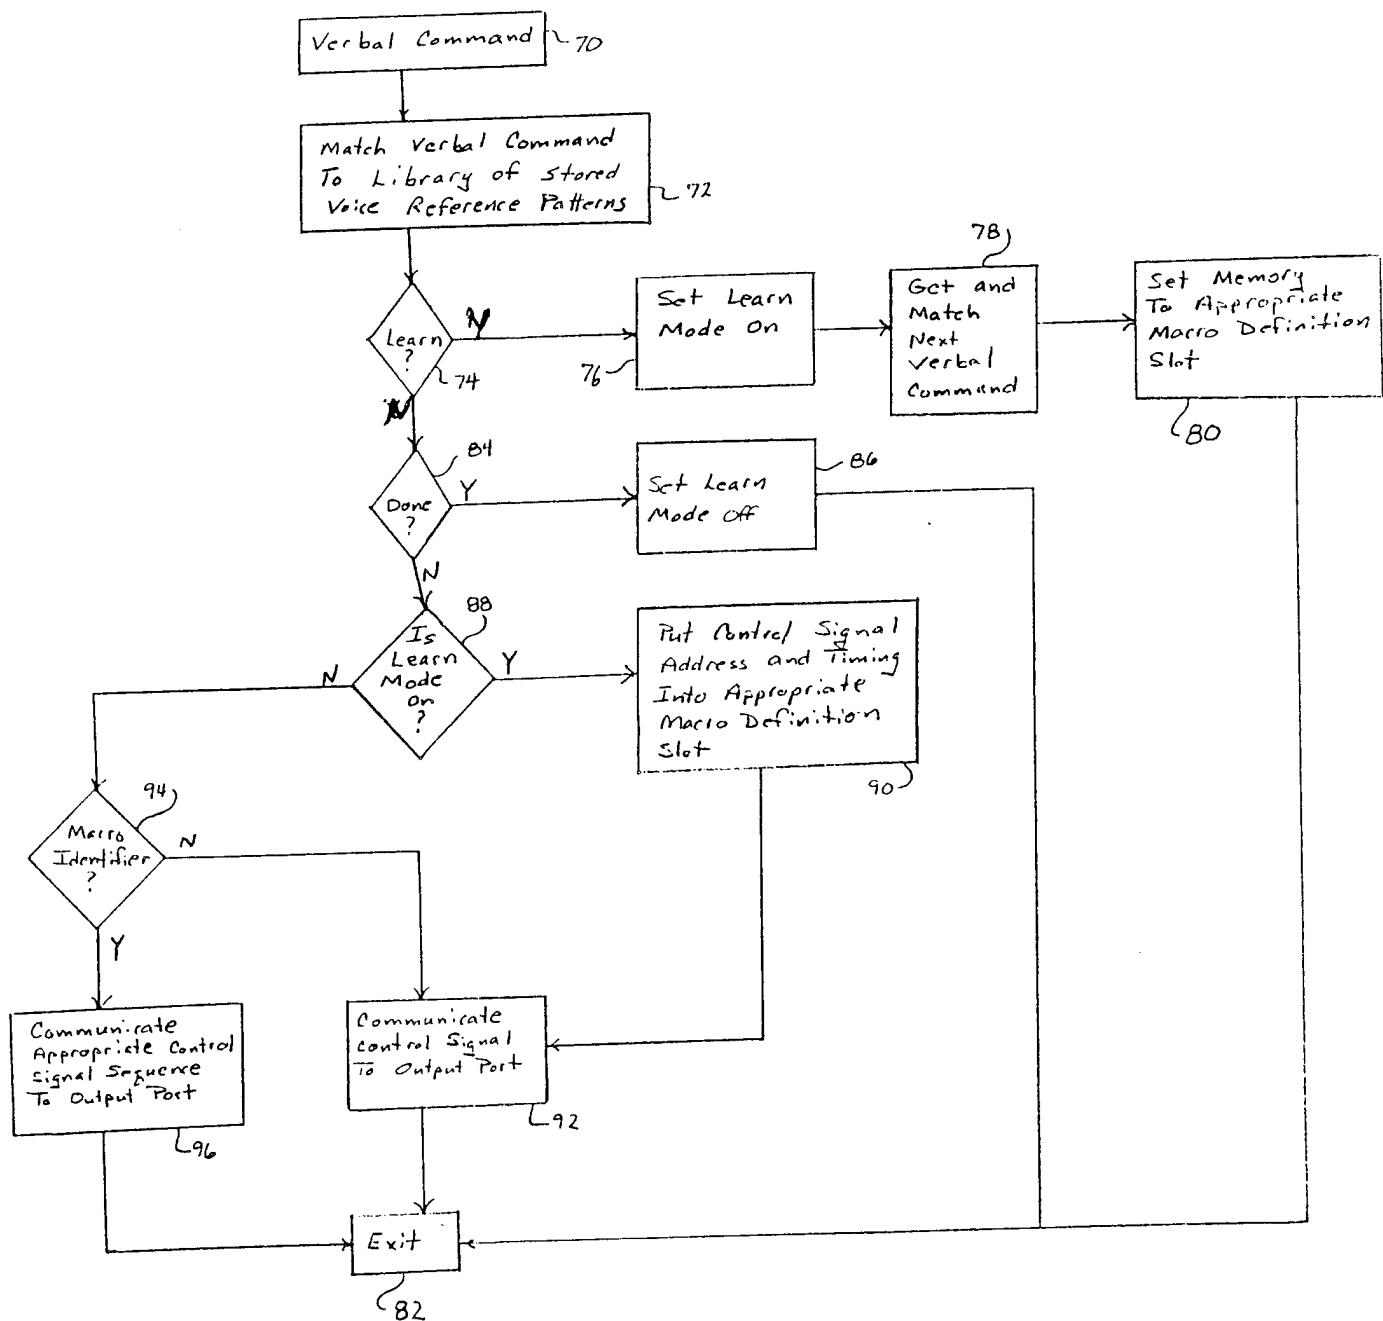 Verbal Command
70
Match Verbal Command
To Library of Stored
Voice Reference Patterns
72
Learn
?
74
N
Set Learn
Mode On
76
78
Get and
Match
Next
Verbal
Command
Set Memory
To Appropriate
Macro Definition
Slot
80
84
Done
?
Y
Set Learn
Mode Off
86
N
88
Is
Learn
Mode
On
?
Y
N
Put Control Signal
Address and Timing
Into Appropriate
Macro Definition
Slot
90
94
Macro
Identifier
?
N
Y
Communicate
Appropriate Control
Signal Sequence
To Output Port
96
Communicate
Control Signal
To Output Port
92
Exit
82